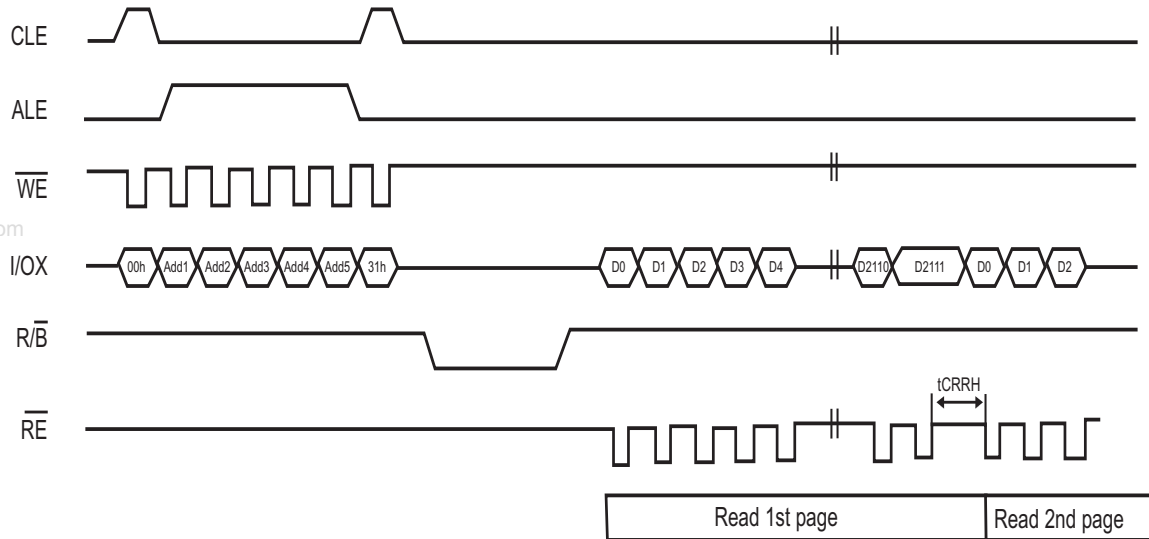 CLE
ALE
WE
om
I/OX 00h Add1 Add2 Add3 Add4 Add5 31h D0 D1 D2 D3 D4 D2110 D2111 D0 D1 D2
R/B
tCRRH
RE
Read 1st page Read 2nd page